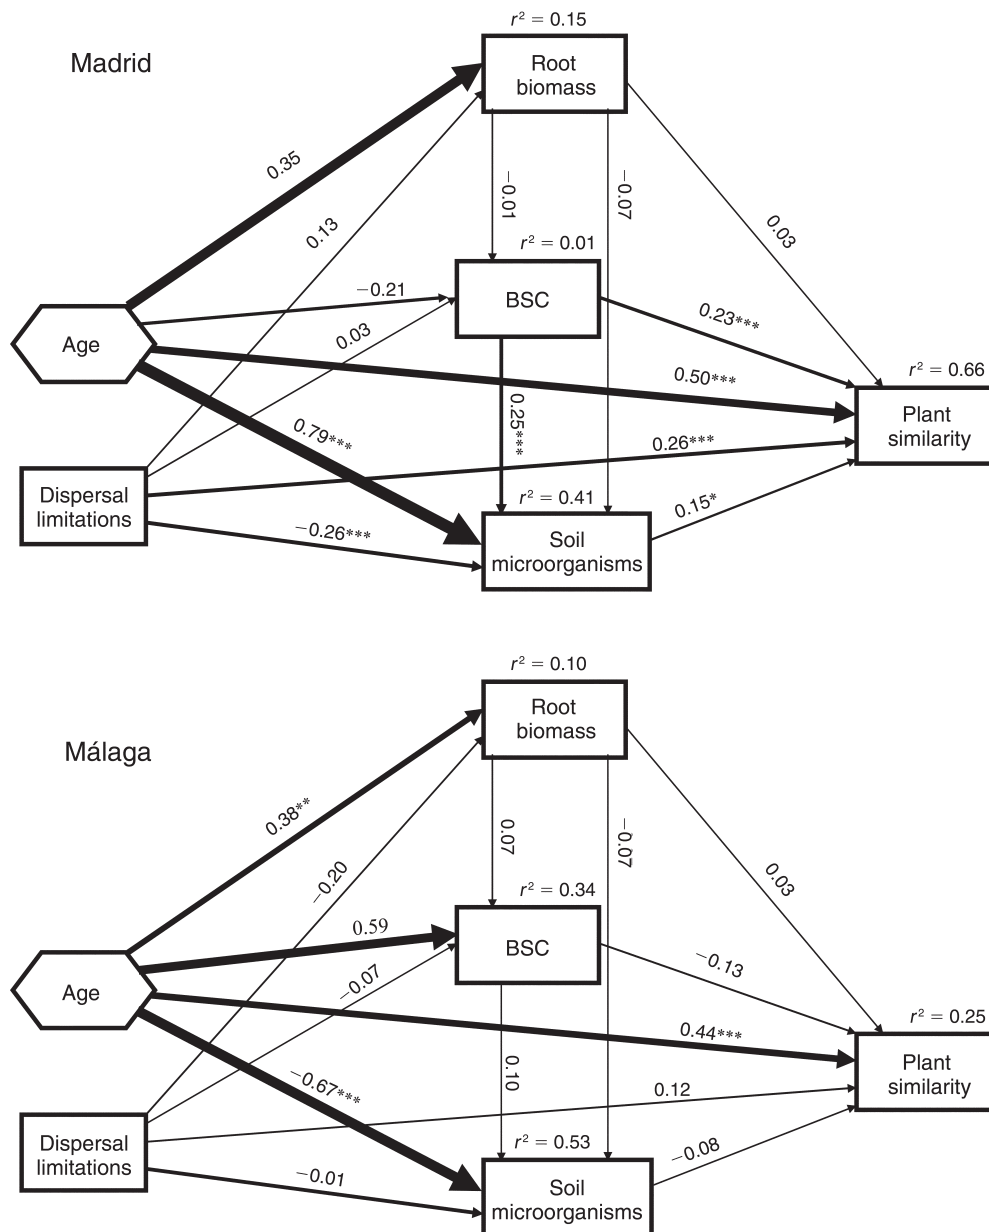 r² = 0.15
Madrid
Root
biomass
0.35
0.13
−0.01
−0.07
0.03
r² = 0.01
−0.21
BSC
0.03
0.23***
Age
r² = 0.66
0.50***
Plant
similarity
0.79***
0.25***
0.26***
Dispersal
limitations
r² = 0.41
−0.26***
0.15*
Soil
microorganisms
r² = 0.10
Root
biomass
Málaga
0.38**
−0.20
0.07
−0.07
0.03
r² = 0.34
0.59
BSC
−0.07
−0.13
Age
r² = 0.25
0.44***
Plant
similarity
−0.67***
0.10
0.12
Dispersal
limitations
r² = 0.53
−0.01
−0.08
Soil
microorganisms